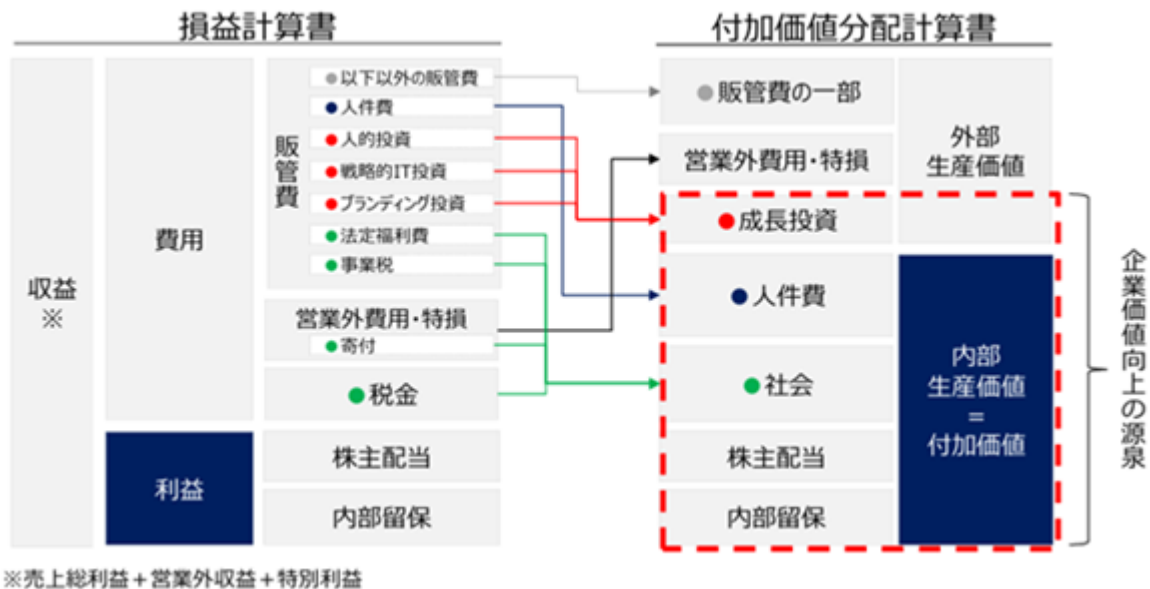 損益計算書
付加価値分配計算書
収益
※
費用
利益
販管費
●以下以外の販管費
●人件費
●人的投資
●戦略的IT投資
●ブランディング投資
●法定福利費
●事業税
営業外費用・特損
●寄付
●税金
株主配当
内部留保
●販管費の一部
営業外費用・特損
●成長投資
●人件費
●社会
株主配当
内部留保
外部
生産価値
内部
生産価値
=
付加価値
企業価値向上の源泉
※売上総利益+営業外収益+特別利益